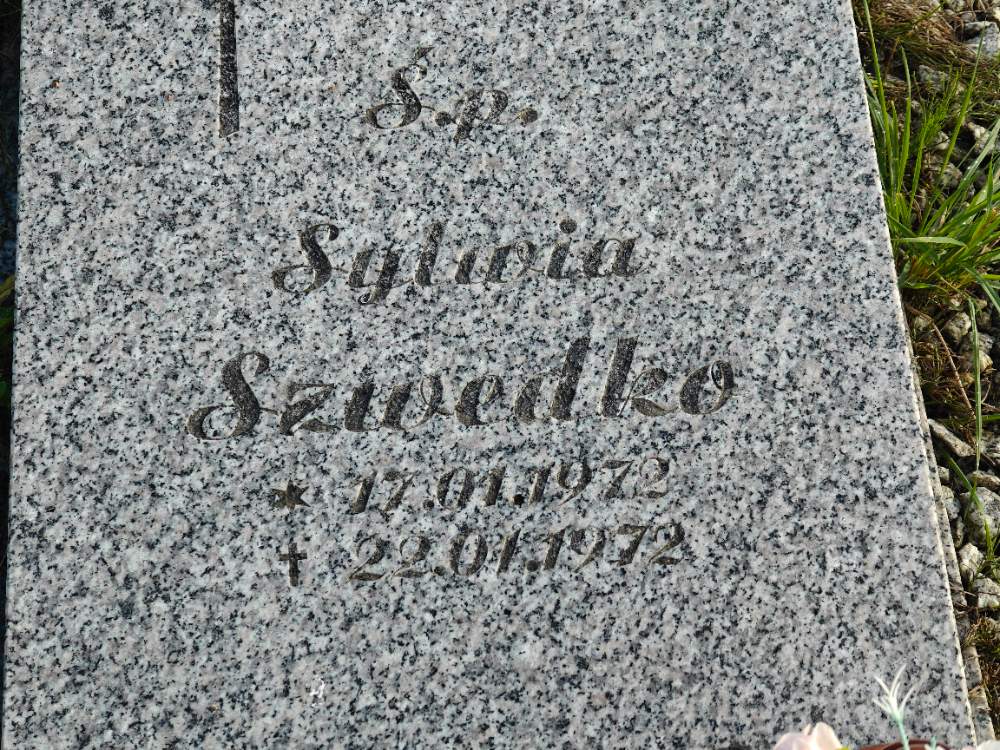 Ś.p.
Sylwia
Szwedko
★ 17.01.1972
✝ 22.01.1972